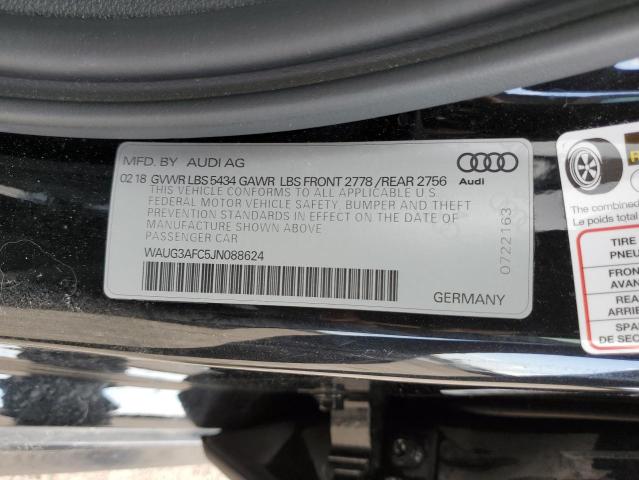 MFD. BY AUDI AG
02 18 GVWR LBS 5434 GAWR LBS FRONT 2778 / REAR 2756
THIS VEHICLE CONFORMS TO ALL APPLICABLE U.S.
FEDERAL MOTOR VEHICLE SAFETY, BUMPER AND THEFT
PREVENTION STANDARDS IN EFFECT ON THE DATE OF
MANUFACTURE SHOWN ABOVE
PASSENGER CAR
WAUG3AFC5JN088624
GERMANY
Audi
0722163
The combined
Le poids total
TIRE
PNEU
FRON
AVAN
REA
ARRIE
SPA
DE SEC